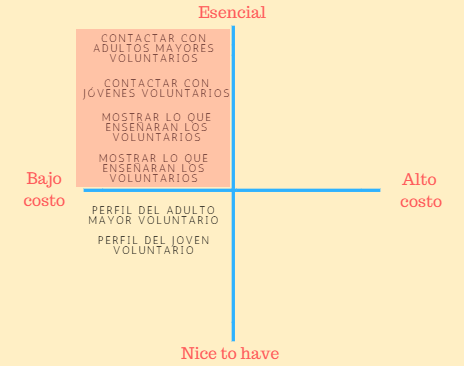 Esencial
CONTACTAR CON
ADULTOS MAYORES
VOLUNTARIOS
CONTACTAR CON
JÓVENES VOLUNTARIOS
MOSTRAR LO QUE
ENSEÑARAN LOS
VOLUNTARIOS
MOSTRAR LO QUE
ENSEÑARAN LOS
VOLUNTARIOS
Bajo
costo
Alto
costo
PERFIL DEL ADULTO
MAYOR VOLUNTARIO
PERFIL DEL JOVEN
VOLUNTARIO
Nice to have